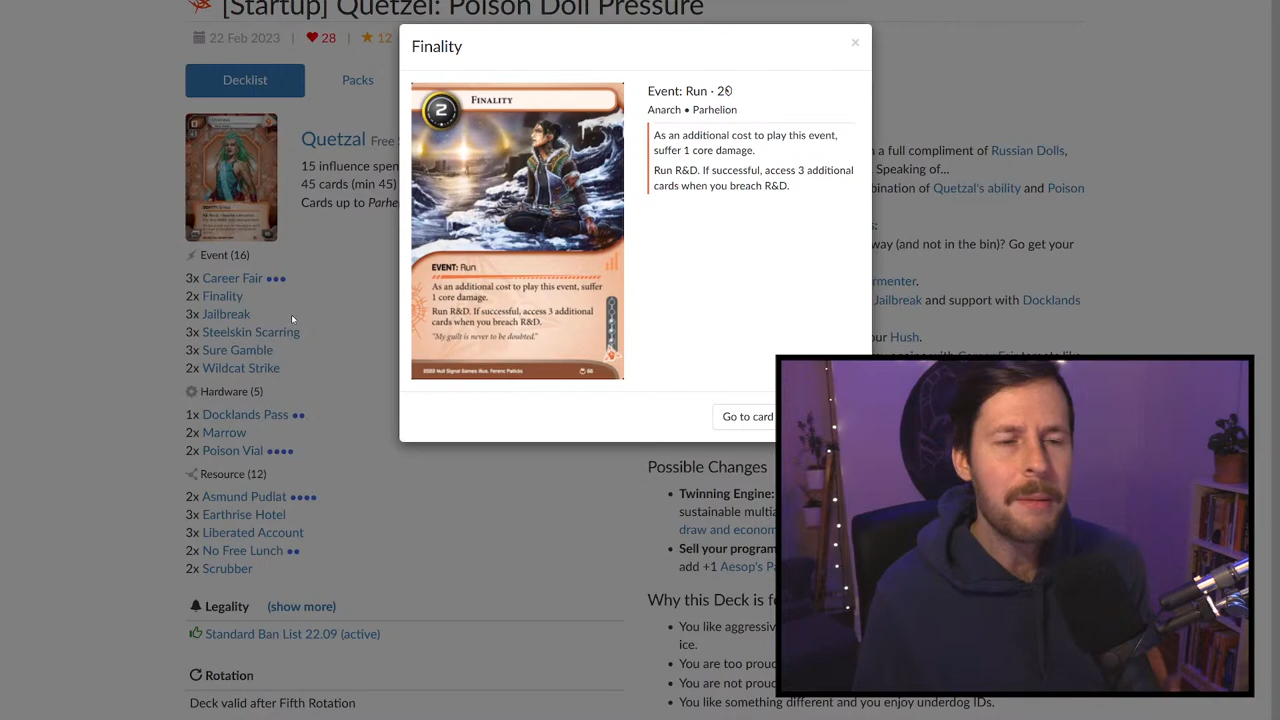 [Startup] Quetzel: Poison Doll Pressure
22 Feb 2023 | 28 | 12
Decklist
Packs
Quetzal Free
15 influence spen
45 cards (min 45)
Cards up to Parhe
Event (16)
3x Career Fair
2x Finality
3x Jailbreak
3x Steelskin Scarring
3x Sure Gamble
2x Wildcat Strike
Hardware (5)
1x Docklands Pass
2x Marrow
2x Poison Vial
Resource (12)
2x Asmund Pudlat
3x Earthrise Hotel
3x Liberated Account
2x No Free Lunch
2x Scrubber
Legality (show more)
Standard Ban List 22.09 (active)
Rotation
Deck valid after Fifth Rotation
Finality
×
2
FINALITY
EVENT: Run
As an additional cost to play this event, suffer
1 core damage.
Run R&D. If successful, access 3 additional
cards when you breach R&D.
"My guilt is never to be doubted."
Event: Run · 2
Anarch • Parhelion
As an additional cost to play this event,
suffer 1 core damage.
Run R&D. If successful, access 3 additional
cards when you breach R&D.
Go to card
a full compliment of Russian Dolls,
Speaking of...
bination of Quetzal's ability and Poison
s:
way (and not in the bin)? Go get your
rmenter.
Jailbreak and support with Docklands
our Hush.
Possible Changes
Twinning Engine:
sustainable multia
draw and econom
Sell your program
add +1 Aesop's Pa
Why this Deck is f
You like aggressiv
ice.
You are too proud
You are not proud
You like something different and you enjoy underdog IDs.